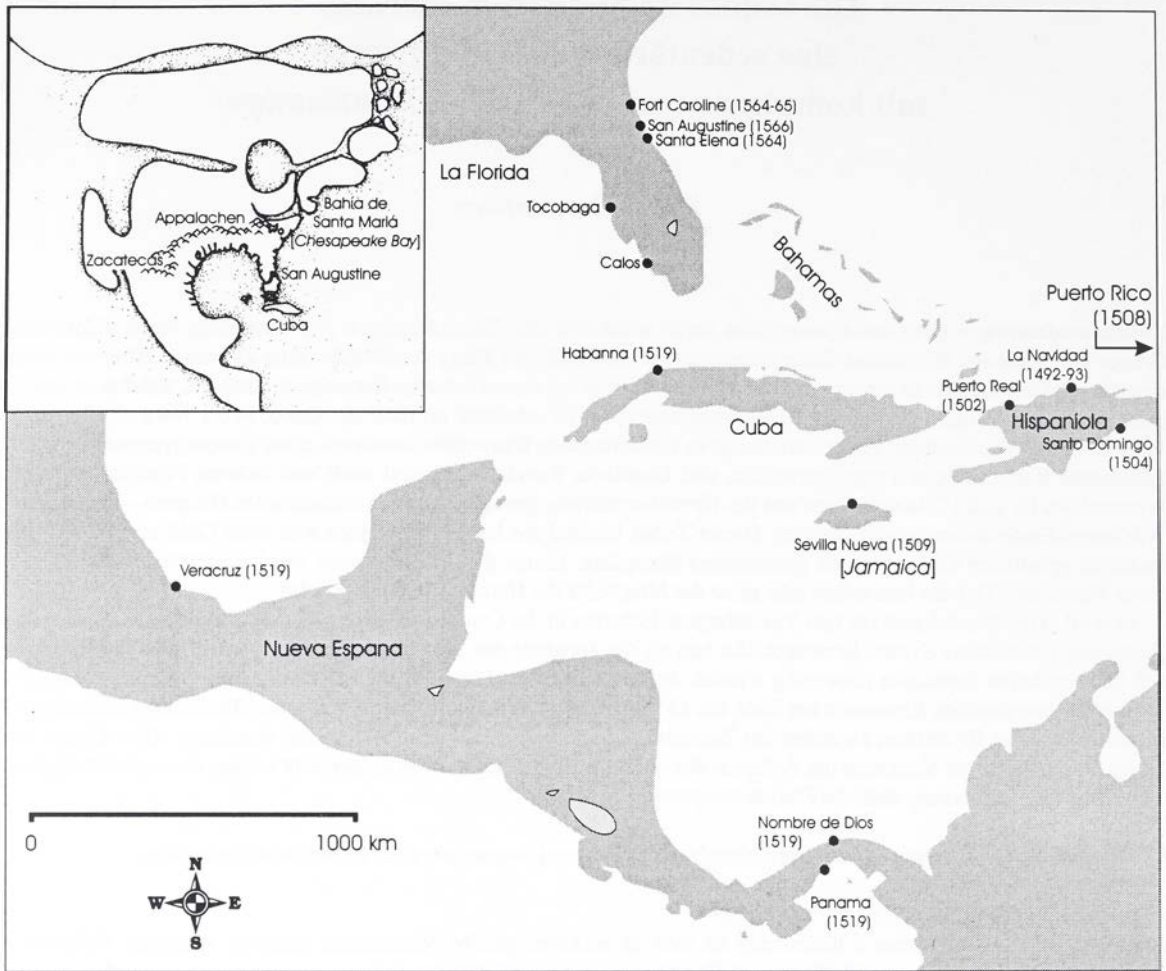 Appalachen
Bahía de
Santa Mariá
[Chesapeake Bay]
Zacatecas
San Augustine
Cuba
Fort Caroline (1564-65)
San Augustine (1566)
Santa Elena (1564)
La Florida
Tocobaga
Calos
Bahamas
Puerto Rico
(1508)
Habanna (1519)
La Navidad
(1492-93)
Puerto Real
(1502)
Hispaniola
Cuba
Santo Domingo
(1504)
Sevilla Nueva (1509)
[Jamaica]
Veracruz (1519)
Nueva Espana
0
1000 km
N
W
E
S
Nombre de Dios
(1519)
Panama
(1519)